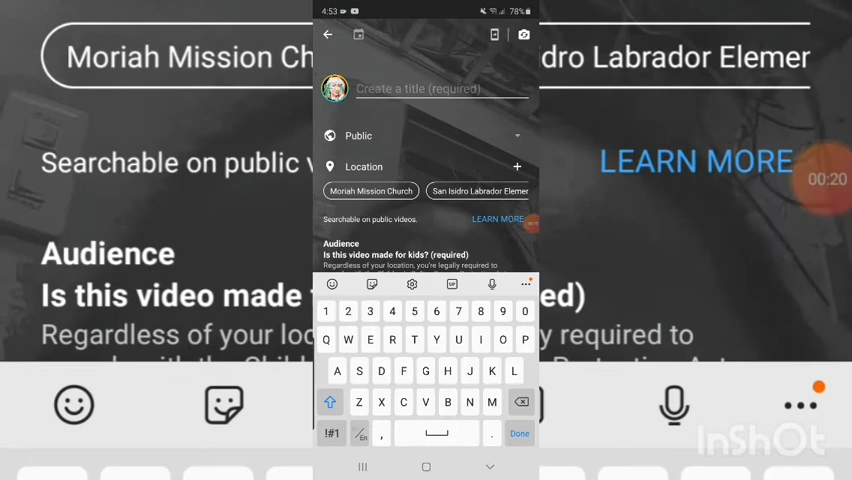 4:53
78%
Create a title (required)
Public
Location
Moriah Mission Church
San Isidro Labrador Elemer
Searchable on public videos.
LEARN MORE
Audience
Is this video made for kids? (required)
Regardless of your location, you're legally required to
GIF
1 2 3 4 5 6 7 8 9 0
Q W E R T Y U I O P
A S D F G H J K L
Z X C V B N M
!#1
En
,
.
Done
Moriah Mission Ch
dro Labrador Elemer
Searchable on public v
LEARN MORE
00:20
Audience
Is this video made
ed)
Regardless of your loc
y required to
InShOt